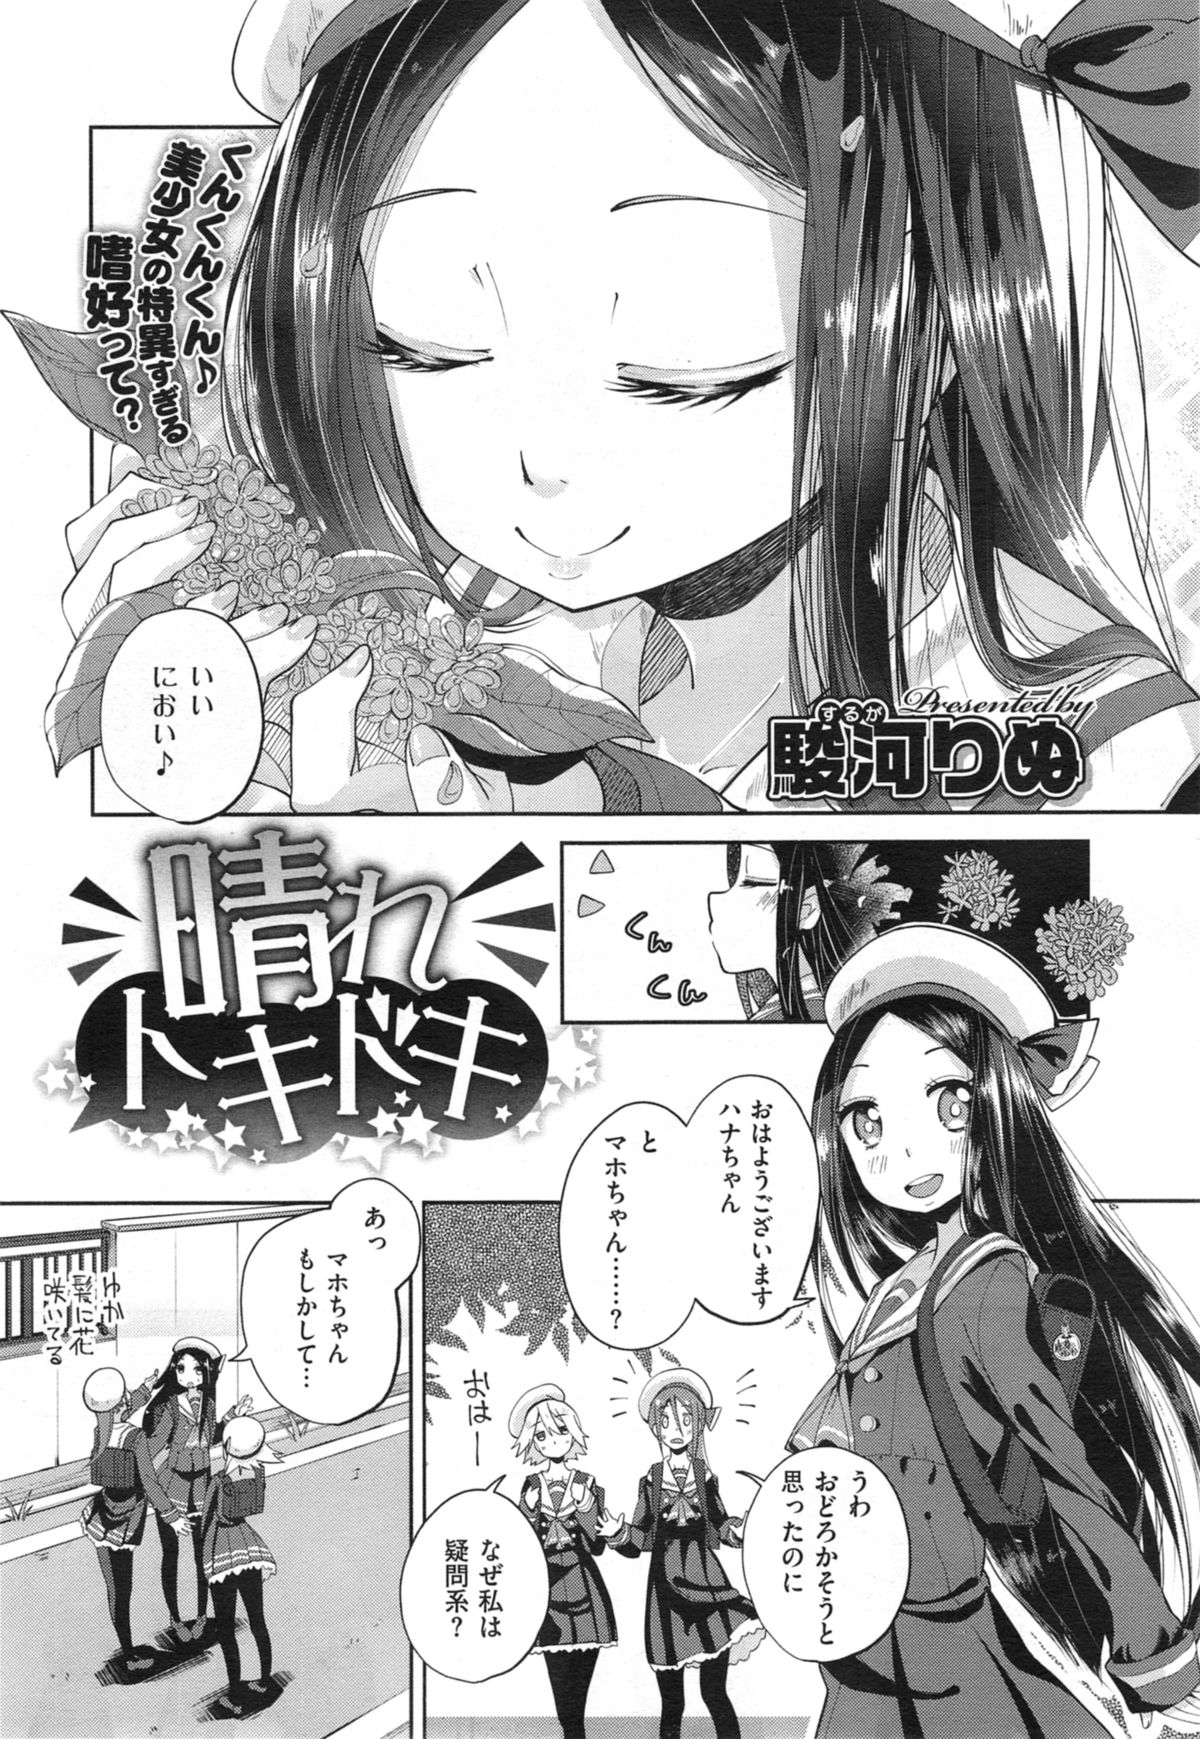 くんくんくん♪
美少女の特異すぎる
嗜好って？
いい
におい♪
Presented by
するが
駿河りぬ
晴れ
トキドキ
くん
くん
おはようございます
ハナちゃん
と
マホちゃん……？
うわ
おどろかそうと
思ったのに
おはー
なぜ私は
疑問系？
あっ
マホちゃん
もしかして…
ゆか
髪に花
咲いてる